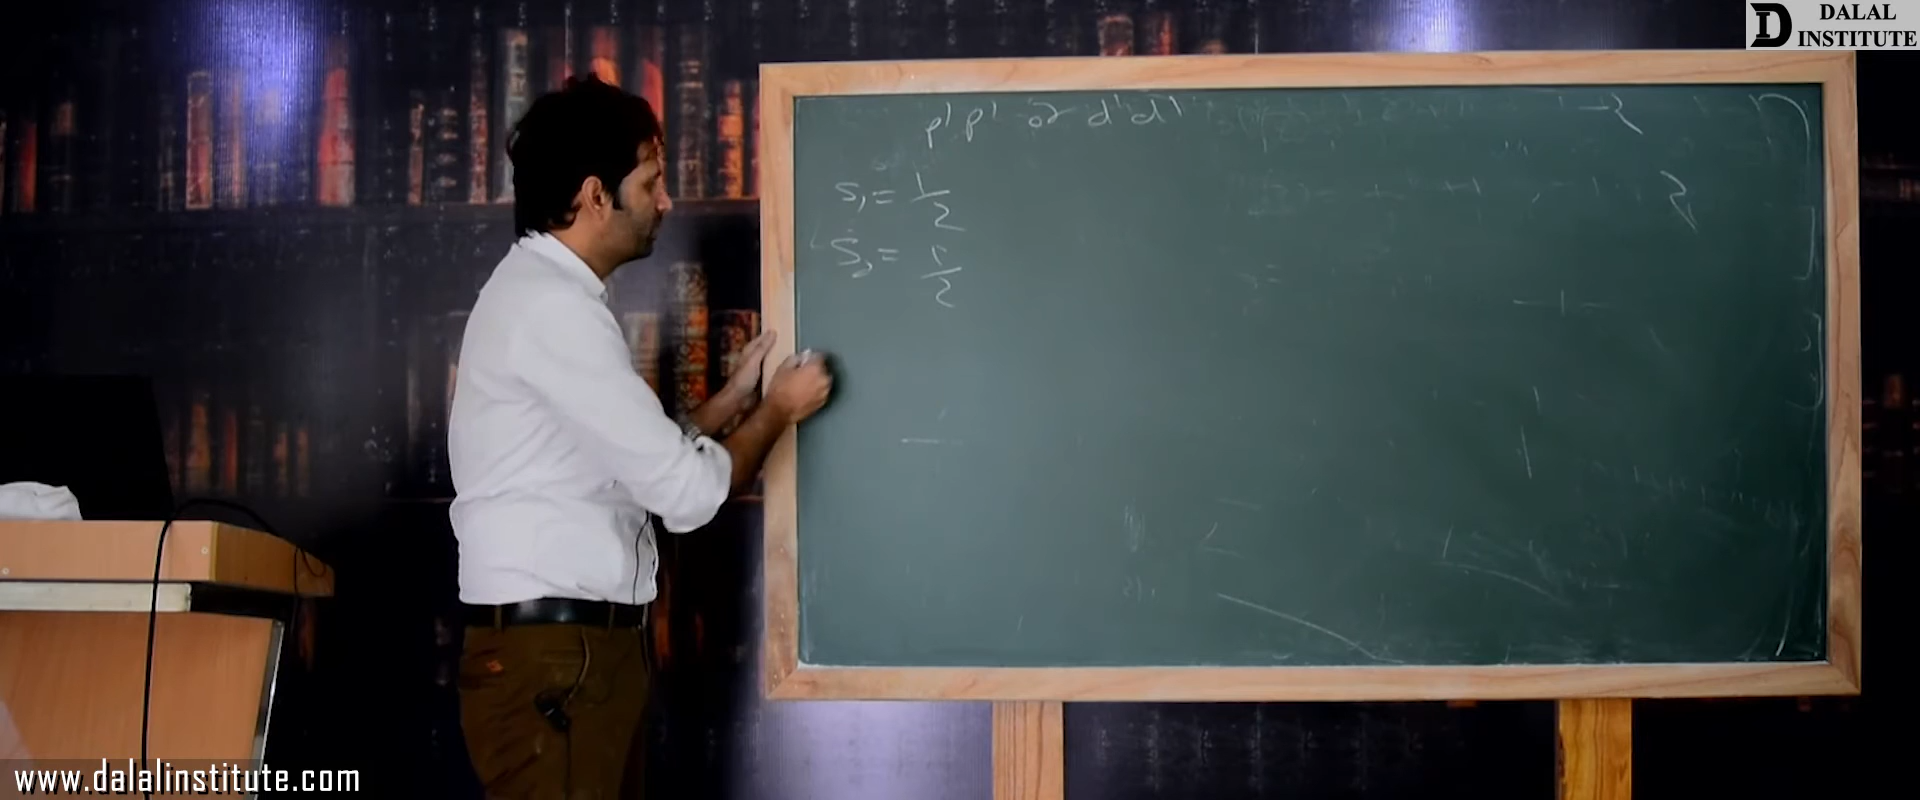 DALAL
INSTITUTE
p¹p¹ or d¹d¹
S₁ = 1/2
S₂ = 1/2
www.dalalinstitute.com